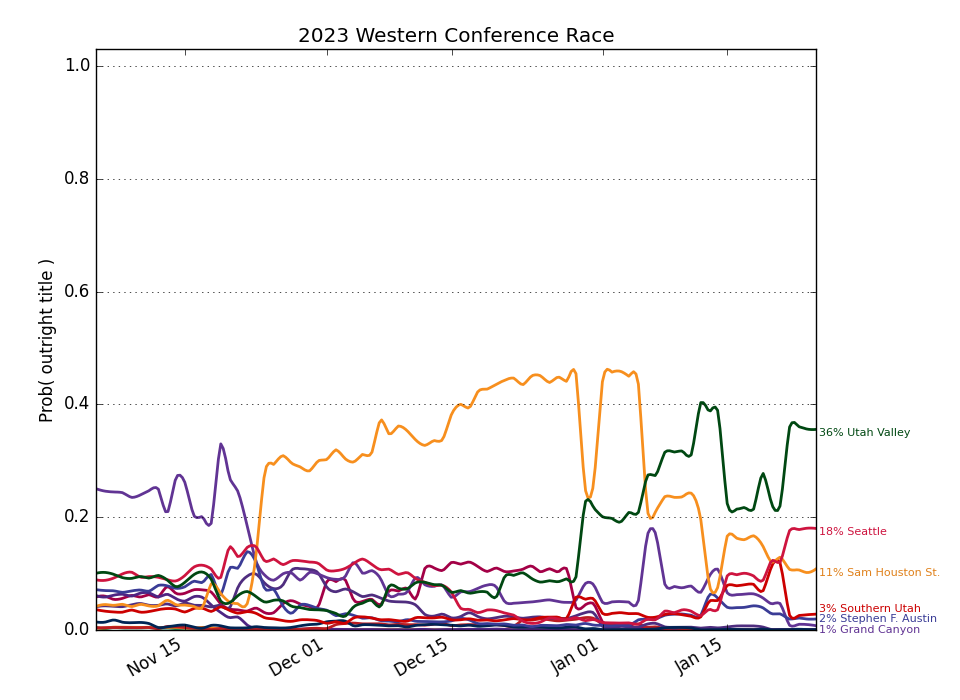 2023 Western Conference Race
Prob( outright title )
1.0
0.8
0.6
0.4
0.2
0.0
Nov 15
Dec 01
Dec 15
Jan 01
Jan 15
36% Utah Valley
18% Seattle
11% Sam Houston St.
3% Southern Utah
2% Stephen F. Austin
1% Grand Canyon